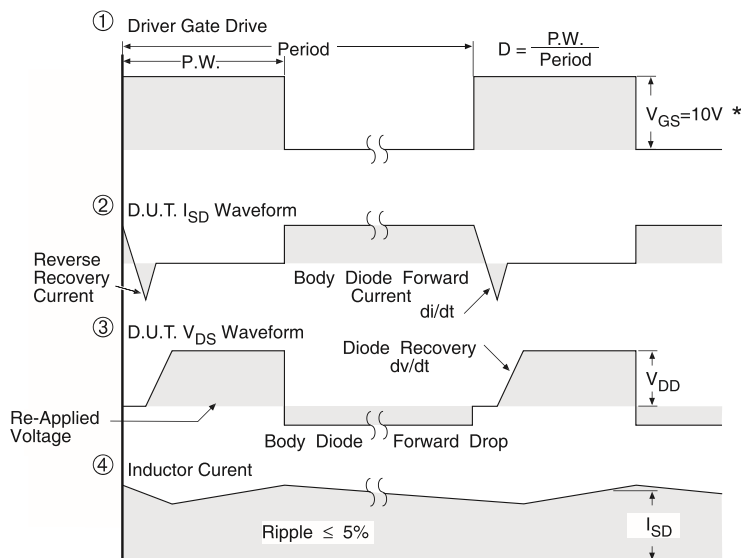 ① Driver Gate Drive
Period
P.W.
D = P.W. / Period
V_GS=10V *
② D.U.T. I_SD Waveform
Reverse
Recovery
Current
Body Diode Forward
Current
di/dt
③ D.U.T. V_DS Waveform
Diode Recovery
dv/dt
V_DD
Re-Applied
Voltage
Body Diode Forward Drop
④ Inductor Curent
Ripple ≤ 5%
I_SD